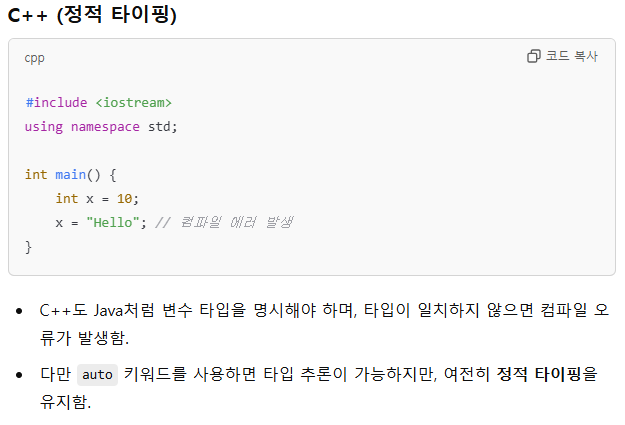 C++ (정적 타이핑)
cpp
코드 복사
#include <iostream>
using namespace std;
int main() {
    int x = 10;
    x = "Hello"; // 컴파일 에러 발생
}
C++도 Java처럼 변수 타입을 명시해야 하며, 타입이 일치하지 않으면 컴파일 오
류가 발생함.
다만 auto 키워드를 사용하면 타입 추론이 가능하지만, 여전히 정적 타이핑을
유지함.